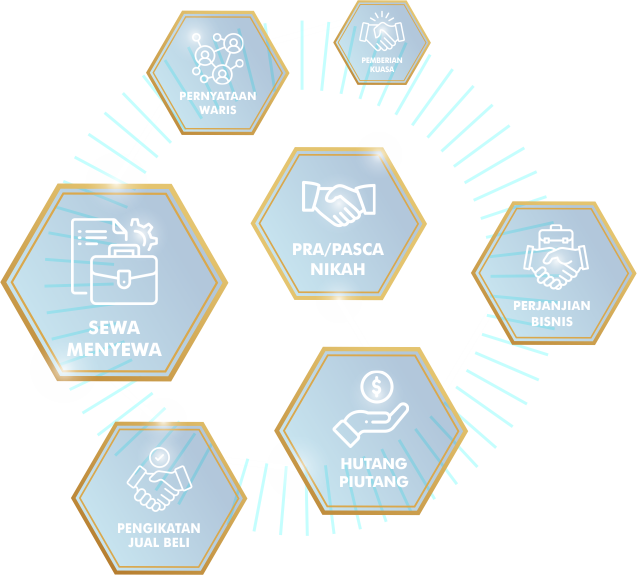 PEMBERIAN
KUASA
PERNYATAAN
WARIS
PRA/PASCA
NIKAH
PERJANJIAN
BISNIS
SEWA
MENYEWA
HUTANG
PIUTANG
PENGIKATAN
JUAL BELI